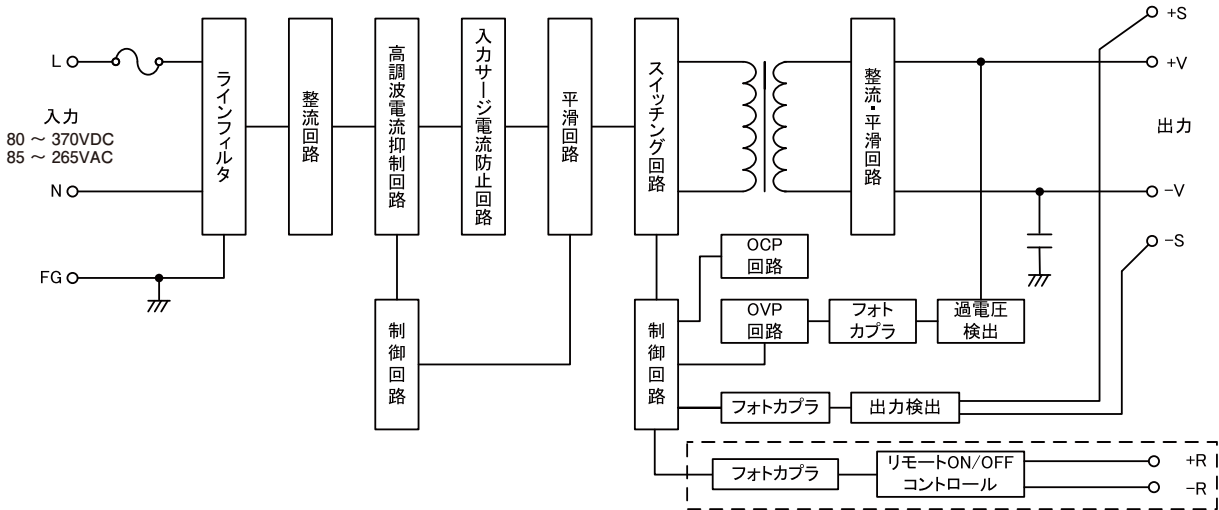 L
入力
80 ～ 370VDC
85 ～ 265VAC
N
FG
ラインフィルタ
整流回路
高調波電流抑制回路
入力サージ電流防止回路
平滑回路
スイッチング回路
整流・平滑回路
+S
+V
出力
-V
-S
制御回路
制御回路
OCP
回路
OVP
回路
フォト
カプラ
過電圧
検出
フォトカプラ
出力検出
フォトカプラ
リモートON/OFF
コントロール
+R
-R